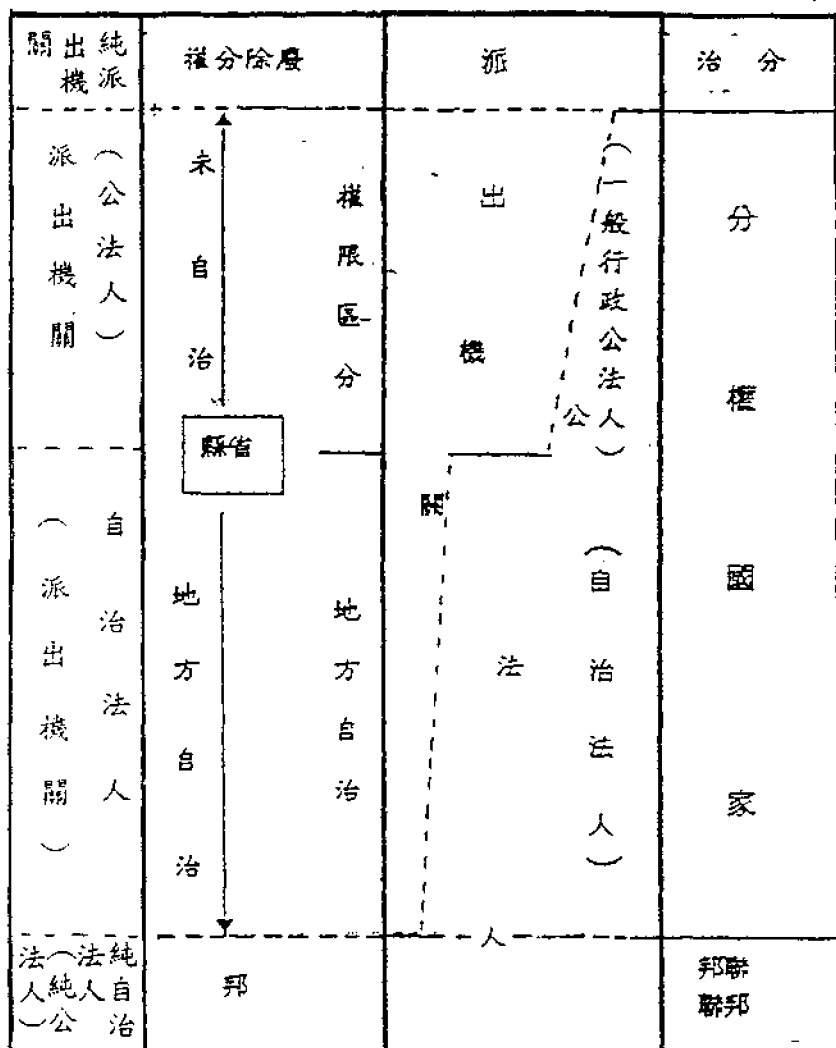 分治
分權國家
邦聯
聯邦
派出機關
公法人
(一般行政公法人)
(自治法人)
廢除分權
權限區分
未自治
省縣
地方自治
地方自治
邦
純派出機關
(公法人)
派出機關
自治法人
(派出機關)
純自治法人
(純公法人)